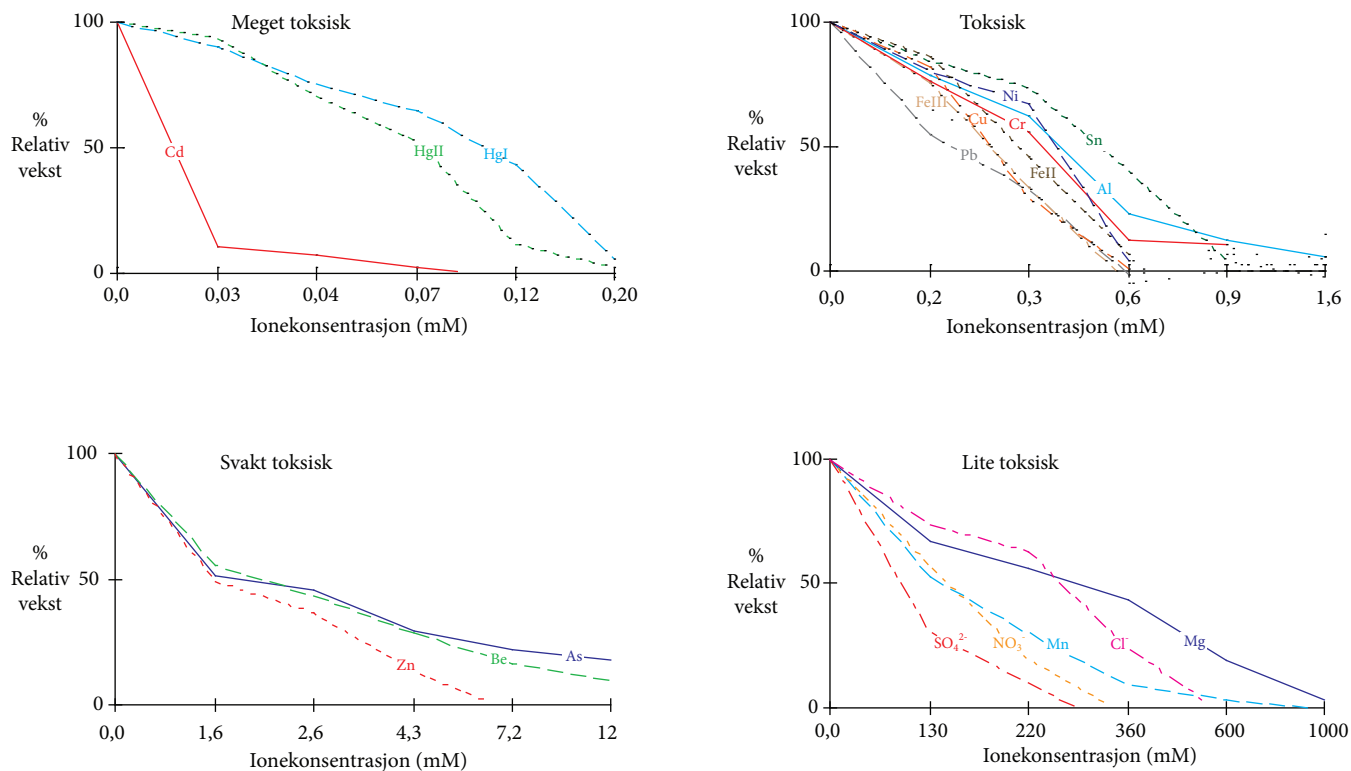 Meget toksisk
100
50
0
%
Relativ
vekst
Cd
HgII
HgI
0,0 0,03 0,04 0,07 0,12 0,20
Ionekonsentrasjon (mM)
Toksisk
100
50
0
%
Relativ
vekst
FeIII
Cu
Ni
Cr
Sn
Pb
FeII
Al
0,0 0,2 0,3 0,6 0,9 1,6
Ionekonsentrasjon (mM)
Svakt toksisk
100
50
0
%
Relativ
vekst
Zn
Be
As
0,0 1,6 2,6 4,3 7,2 12
Ionekonsentrasjon (mM)
Lite toksisk
100
50
0
%
Relativ
vekst
SO₄²⁻
NO₃⁻
Mn
Cl⁻
Mg
0,0 130 220 360 600 1000
Ionekonsentrasjon (mM)